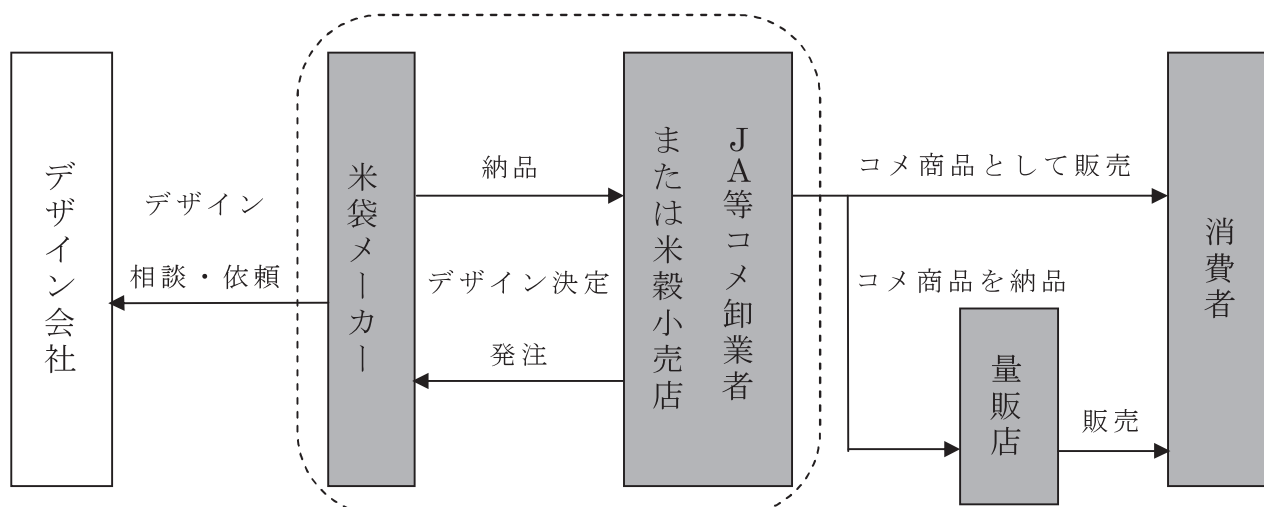 デザイン会社
デザイン
相談・依頼
米袋メーカー
納品
デザイン決定
発注
JA等コメ卸業者
または米穀小売店
コメ商品として販売
コメ商品を納品
量販店
販売
消費者